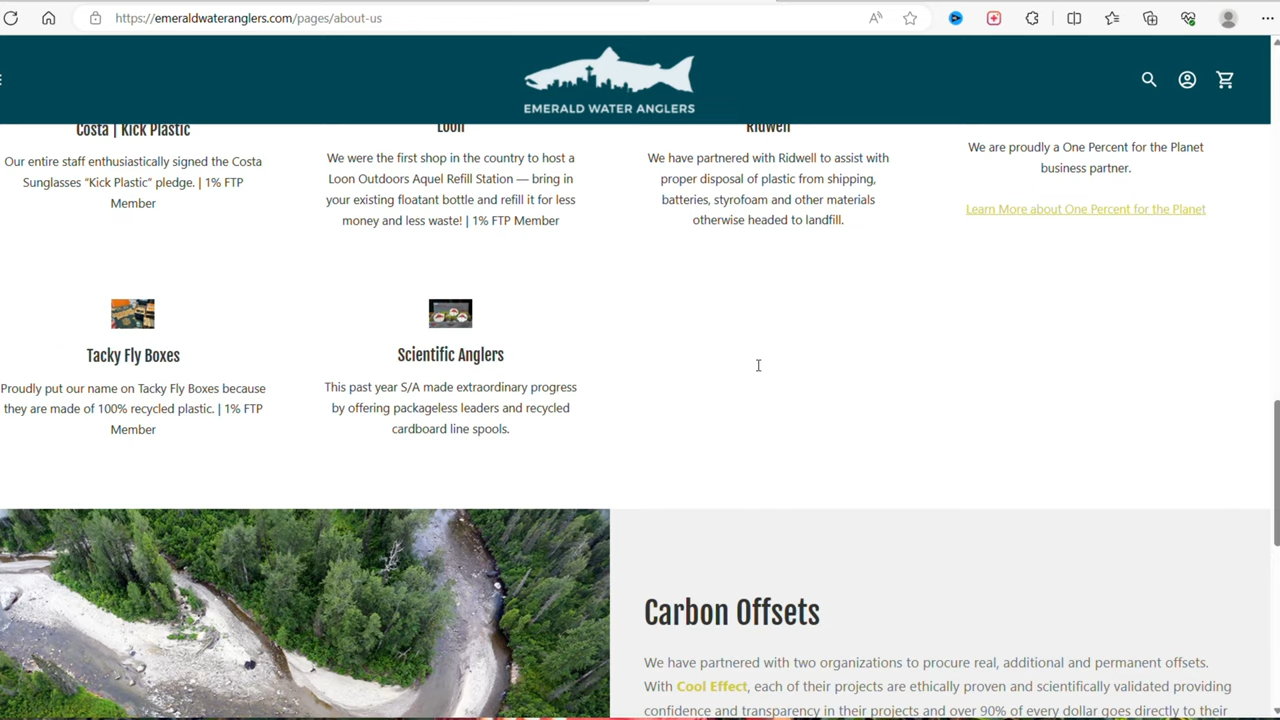 https://emeraldwateranglers.com/pages/about-us
EMERALD WATER ANGLERS
Costa | Kick Plastic
Our entire staff enthusiastically signed the Costa
Sunglasses “Kick Plastic” pledge. | 1% FTP
Member
Loon
We were the first shop in the country to host a
Loon Outdoors Aquel Refill Station — bring in
your existing floatant bottle and refill it for less
money and less waste! | 1% FTP Member
Ridwell
We have partnered with Ridwell to assist with
proper disposal of plastic from shipping,
batteries, styrofoam and other materials
otherwise headed to landfill.
We are proudly a One Percent for the Planet
business partner.
Learn More about One Percent for the Planet
Tacky Fly Boxes
Proudly put our name on Tacky Fly Boxes because
they are made of 100% recycled plastic. | 1% FTP
Member
Scientific Anglers
This past year S/A made extraordinary progress
by offering packageless leaders and recycled
cardboard line spools.
Carbon Offsets
We have partnered with two organizations to procure real, additional and permanent offsets.
With Cool Effect, each of their projects are ethically proven and scientifically validated providing
confidence and transparency in their projects and over 90% of every dollar goes directly to their